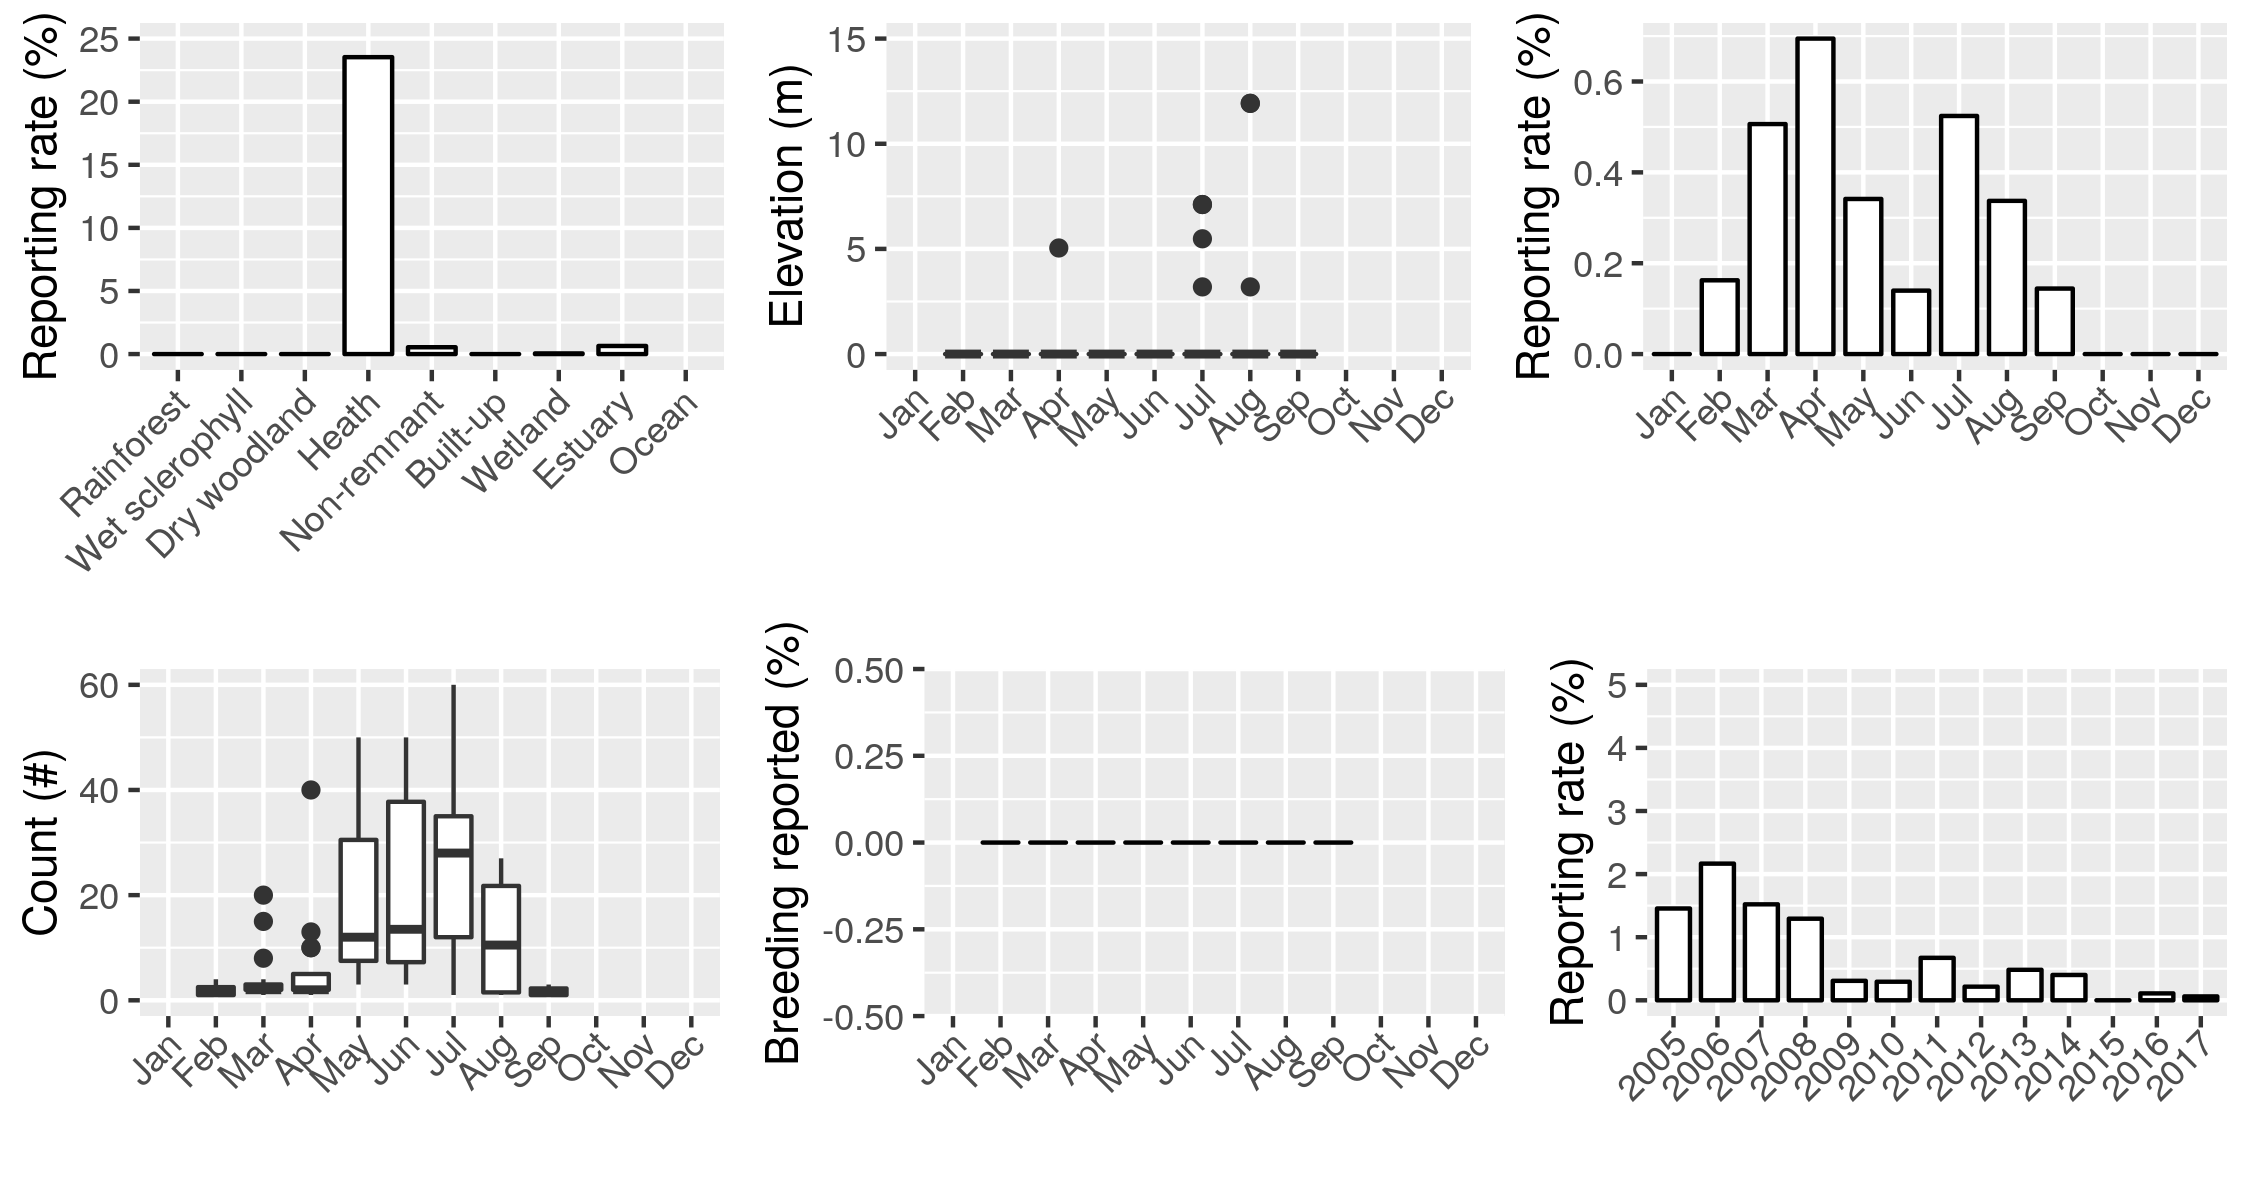 Reporting rate (%)
25
20
15
10
5
0
Rainforest
Wet sclerophyll
Dry woodland
Heath
Non-remnant
Built-up
Wetland
Estuary
Ocean
Elevation (m)
15
10
5
0
Jan
Feb
Mar
Apr
May
Jun
Jul
Aug
Sep
Oct
Nov
Dec
Reporting rate (%)
0.6
0.4
0.2
0.0
Jan
Feb
Mar
Apr
May
Jun
Jul
Aug
Sep
Oct
Nov
Dec
Count (#)
60
40
20
0
Jan
Feb
Mar
Apr
May
Jun
Jul
Aug
Sep
Oct
Nov
Dec
Breeding reported (%)
0.50
0.25
0.00
-0.25
-0.50
Jan
Feb
Mar
Apr
May
Jun
Jul
Aug
Sep
Oct
Nov
Dec
Reporting rate (%)
5
4
3
2
1
0
2005
2006
2007
2008
2009
2010
2011
2012
2013
2014
2015
2016
2017